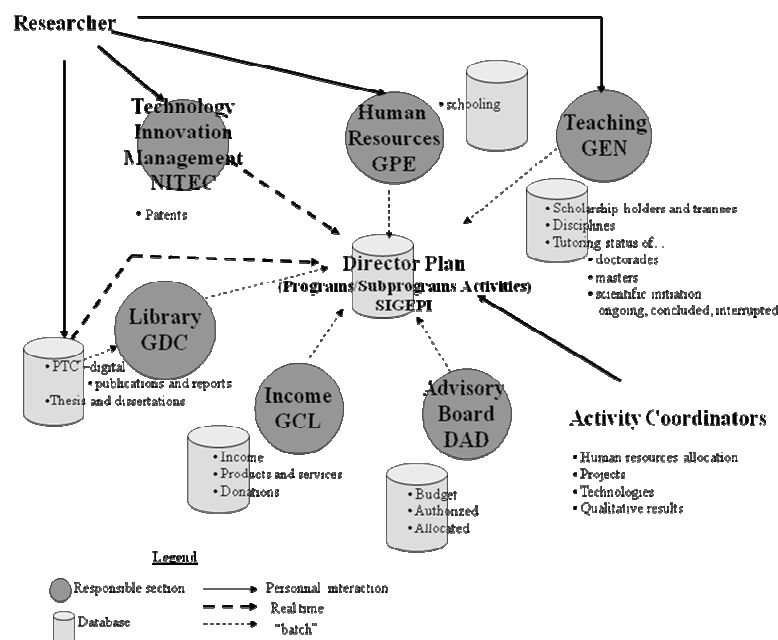 Researcher
Technology
Innovation
Management
NITEC
• Patents
Human
Resources
GPE
• schooling
Teaching
GEN
• Scholarship holders and trainees
• Disciplines
• Tutoring status of. .
• doctorades
• masters
• scientific initiation
ongoing, concluded, interrupted
Director Plan
(Programs/Subprograms Activities)
SIGEPI
Library
GDC
• PTC –digital
• publications and reports
•Thesis and dissertations
Income
GCL
• Income
• Products and services
• Donations
Advisory
Board
DAD
• Budget
• Authorized
• Allocated
Activity Coordinators
• Human resources allocation
• Projects
• Technologies
• Qualitative results
Legend
Responsible section
Personnal interaction
Real time
Database
"batch"